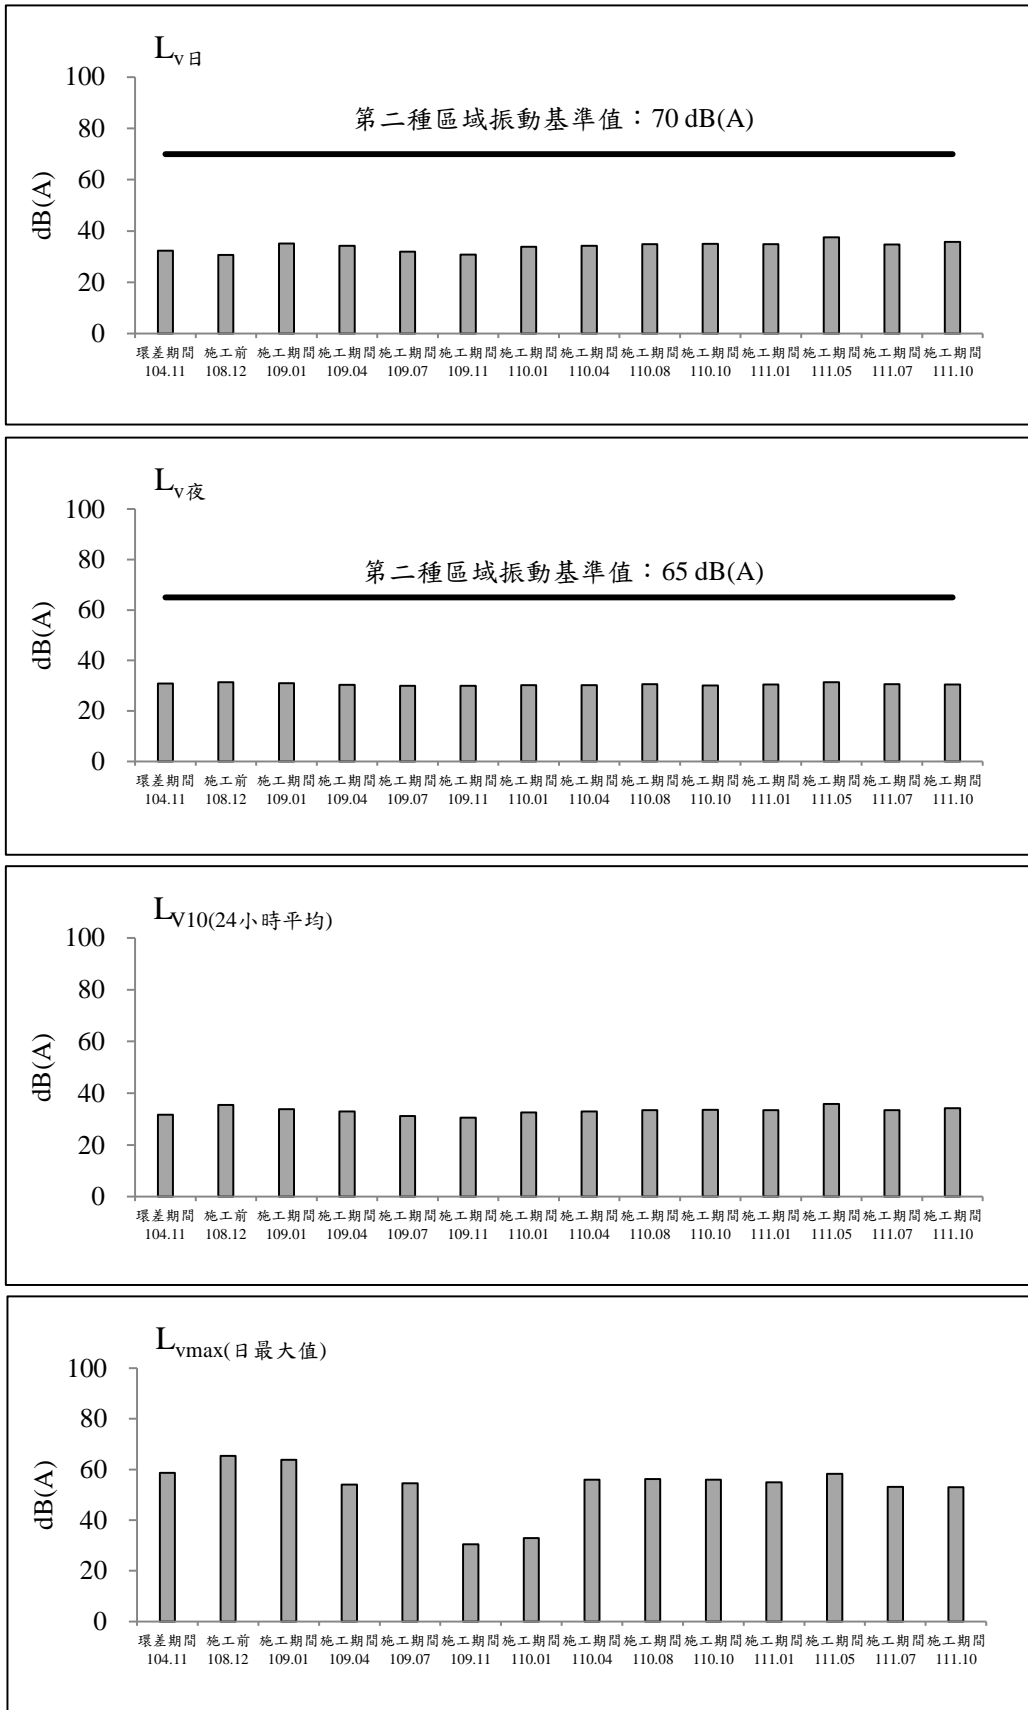 Lv日
第二種區域振動基準值：70 dB(A)
dB(A)
100
80
60
40
20
0
環差期間 施工前 施工期間 施工期間 施工期間 施工期間 施工期間 施工期間 施工期間 施工期間 施工期間 施工期間 施工期間 施工期間
104.11 108.12 109.01 109.04 109.07 109.11 110.01 110.04 110.08 110.10 111.01 111.05 111.07 111.10
Lv夜
第二種區域振動基準值：65 dB(A)
dB(A)
100
80
60
40
20
0
環差期間 施工前 施工期間 施工期間 施工期間 施工期間 施工期間 施工期間 施工期間 施工期間 施工期間 施工期間 施工期間 施工期間
104.11 108.12 109.01 109.04 109.07 109.11 110.01 110.04 110.08 110.10 111.01 111.05 111.07 111.10
LV10(24小時平均)
dB(A)
100
80
60
40
20
0
環差期間 施工前 施工期間 施工期間 施工期間 施工期間 施工期間 施工期間 施工期間 施工期間 施工期間 施工期間 施工期間 施工期間
104.11 108.12 109.01 109.04 109.07 109.11 110.01 110.04 110.08 110.10 111.01 111.05 111.07 111.10
Lvmax(日最大值)
dB(A)
100
80
60
40
20
0
環差期間 施工前 施工期間 施工期間 施工期間 施工期間 施工期間 施工期間 施工期間 施工期間 施工期間 施工期間 施工期間 施工期間
104.11 108.12 109.01 109.04 109.07 109.11 110.01 110.04 110.08 110.10 111.01 111.05 111.07 111.10